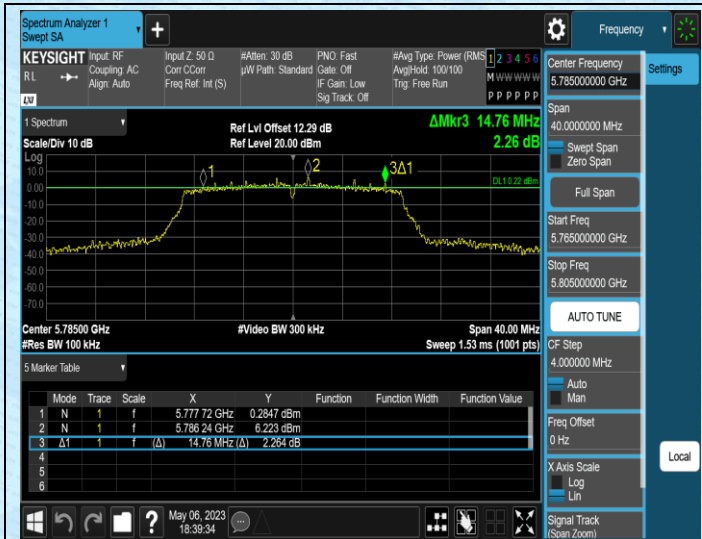 Spectrum Analyzer 1
Swept SA
+
Frequency
KEYSIGHT
RL
LXI
Input: RF
Coupling: AC
Align: Auto
Input Z: 50 Ω
Corr CCorr
Freq Ref: Int (S)
#Atten: 30 dB
µW Path: Standard
PNO: Fast
Gate: Off
IF Gain: Low
Sig Track: Off
#Avg Type: Power (RMS
Avg|Hold: 100/100
Trig: Free Run
1 2 3 4 5 6
M W W W W W
P P P P P P
1 Spectrum
Scale/Div 10 dB
Ref Lvl Offset 12.29 dB
Ref Level 20.00 dBm
ΔMkr3 14.76 MHz
2.26 dB
Log
10.0
0.00
-10.0
-20.0
-30.0
-40.0
-50.0
-60.0
-70.0
1
2
3Δ1
DL1 0.22 dBm
Center 5.78500 GHz
#Video BW 300 kHz
Span 40.00 MHz
#Res BW 100 kHz
Sweep 1.53 ms (1001 pts)
5 Marker Table
Mode Trace Scale X Y Function Function Width Function Value
1 N 1 f 5.777 72 GHz 0.2847 dBm
2 N 1 f 5.786 24 GHz 6.223 dBm
3 Δ1 1 f (Δ) 14.76 MHz (Δ) 2.264 dB
4
5
6
?
May 06, 2023
18:39:34
Center Frequency
5.785000000 GHz
Span
40.0000000 MHz
Swept Span
Zero Span
Full Span
Start Freq
5.765000000 GHz
Stop Freq
5.805000000 GHz
AUTO TUNE
CF Step
4.000000 MHz
Auto
Man
Freq Offset
0 Hz
X Axis Scale
Log
Lin
Signal Track
(Span Zoom)
Settings
Local